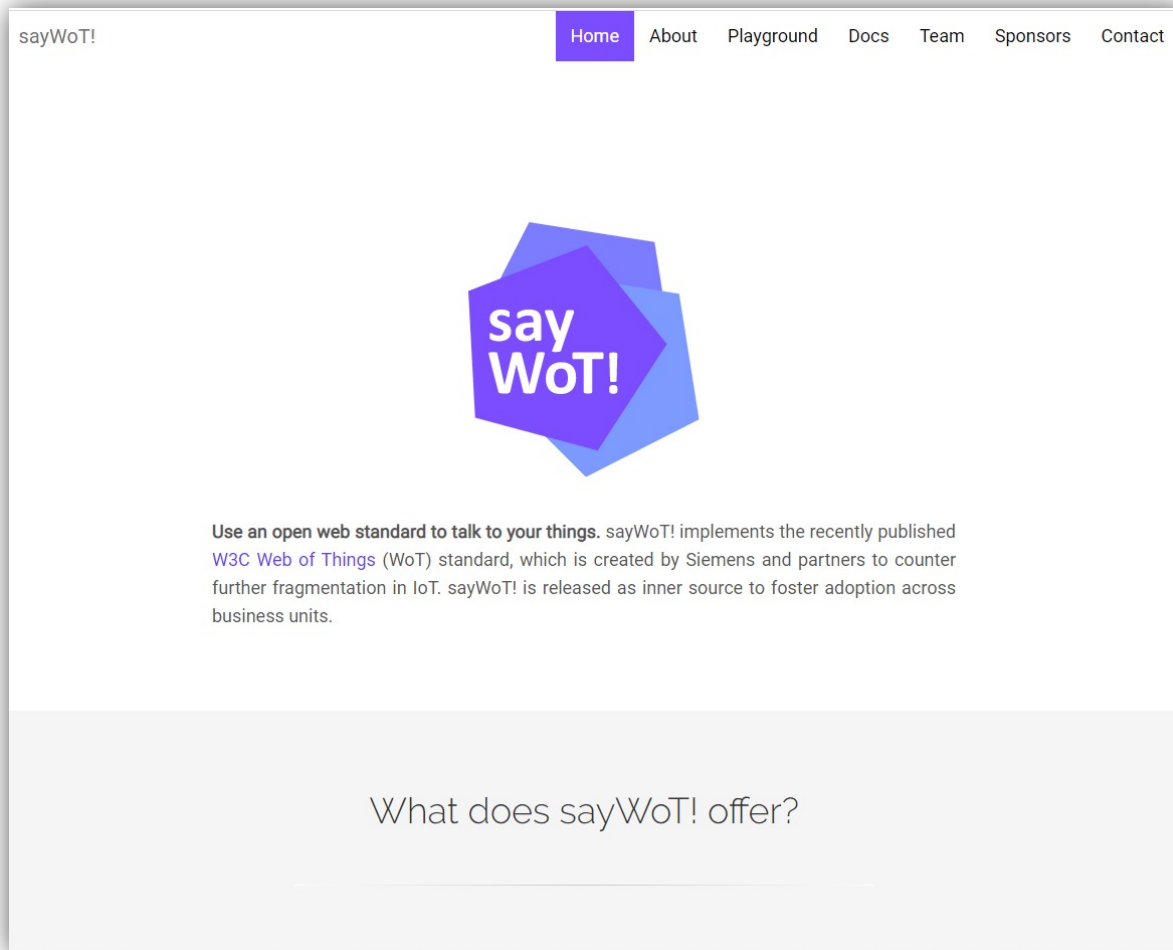 sayWoT!
Home About Playground Docs Team Sponsors Contact
say
WoT!
Use an open web standard to talk to your things. sayWoT! implements the recently published
W3C Web of Things (WoT) standard, which is created by Siemens and partners to counter
further fragmentation in IoT. sayWoT! is released as inner source to foster adoption across
business units.
What does sayWoT! offer?